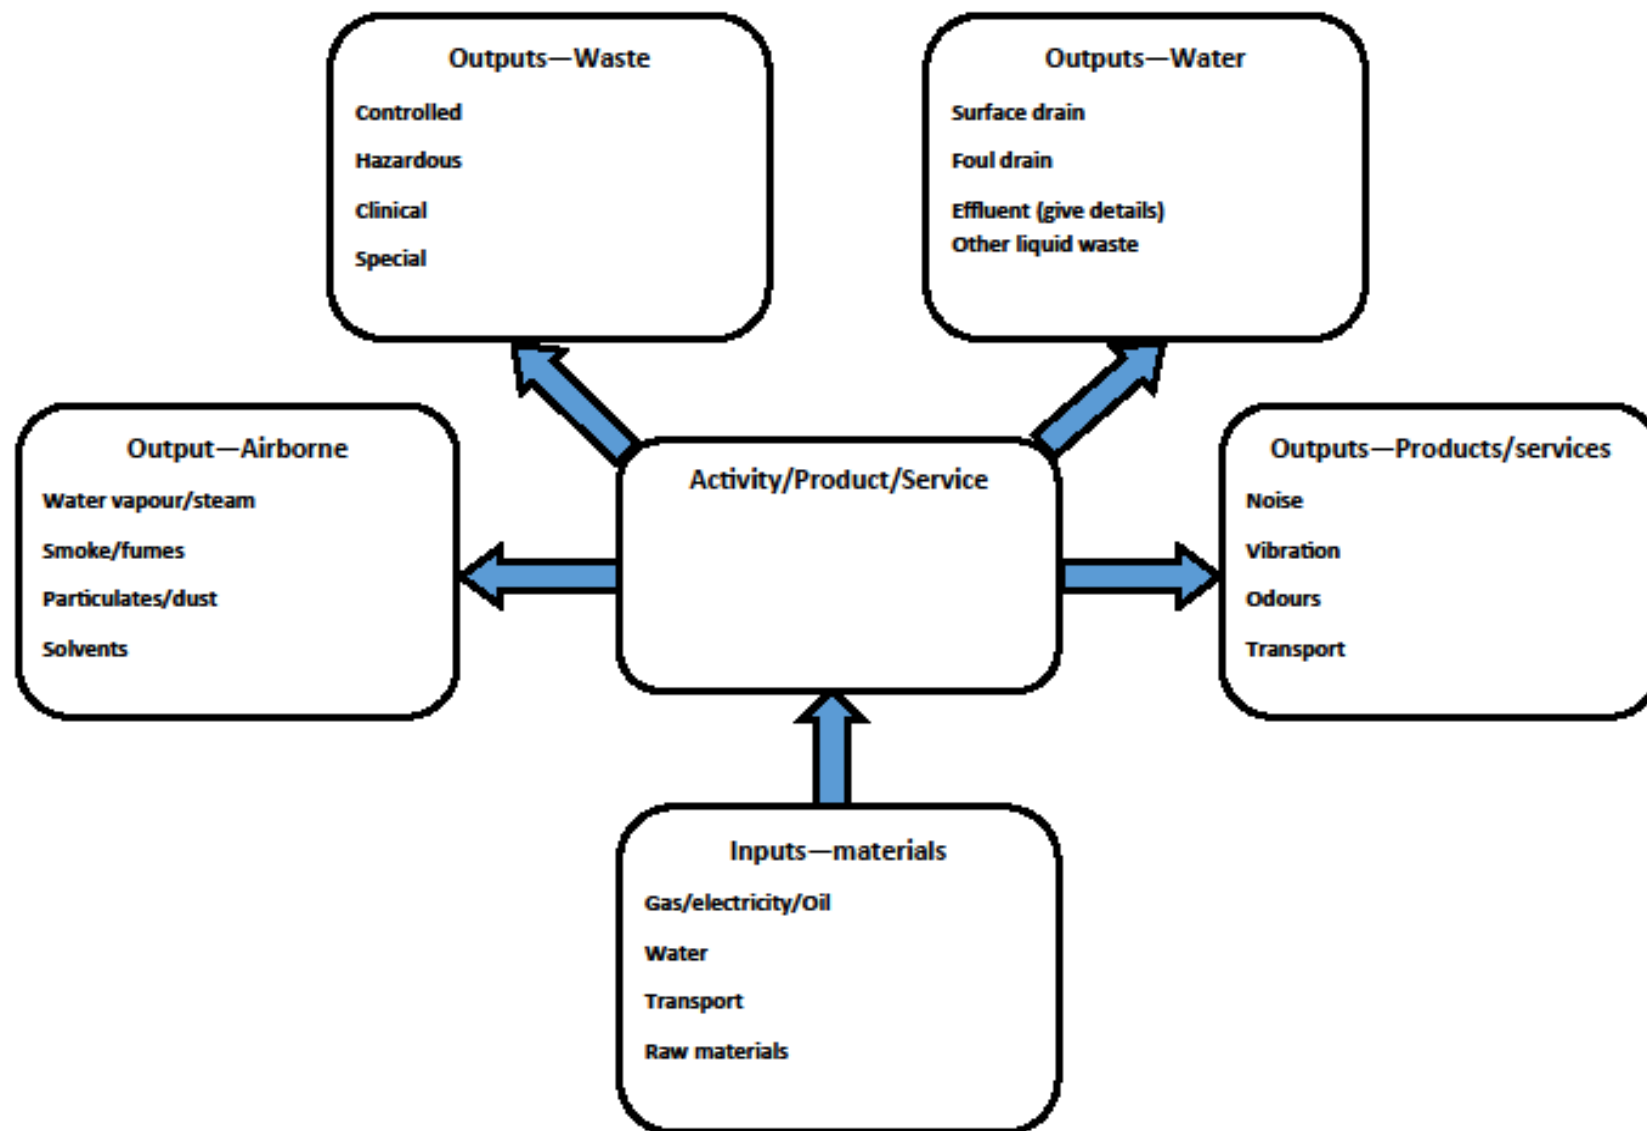 Outputs—Waste
Controlled
Hazardous
Clinical
Special
Outputs—Water
Surface drain
Foul drain
Effluent (give details)
Other liquid waste
Output—Airborne
Water vapour/steam
Smoke/fumes
Particulates/dust
Solvents
Activity/Product/Service
Outputs—Products/services
Noise
Vibration
Odours
Transport
Inputs—materials
Gas/electricity/Oil
Water
Transport
Raw materials